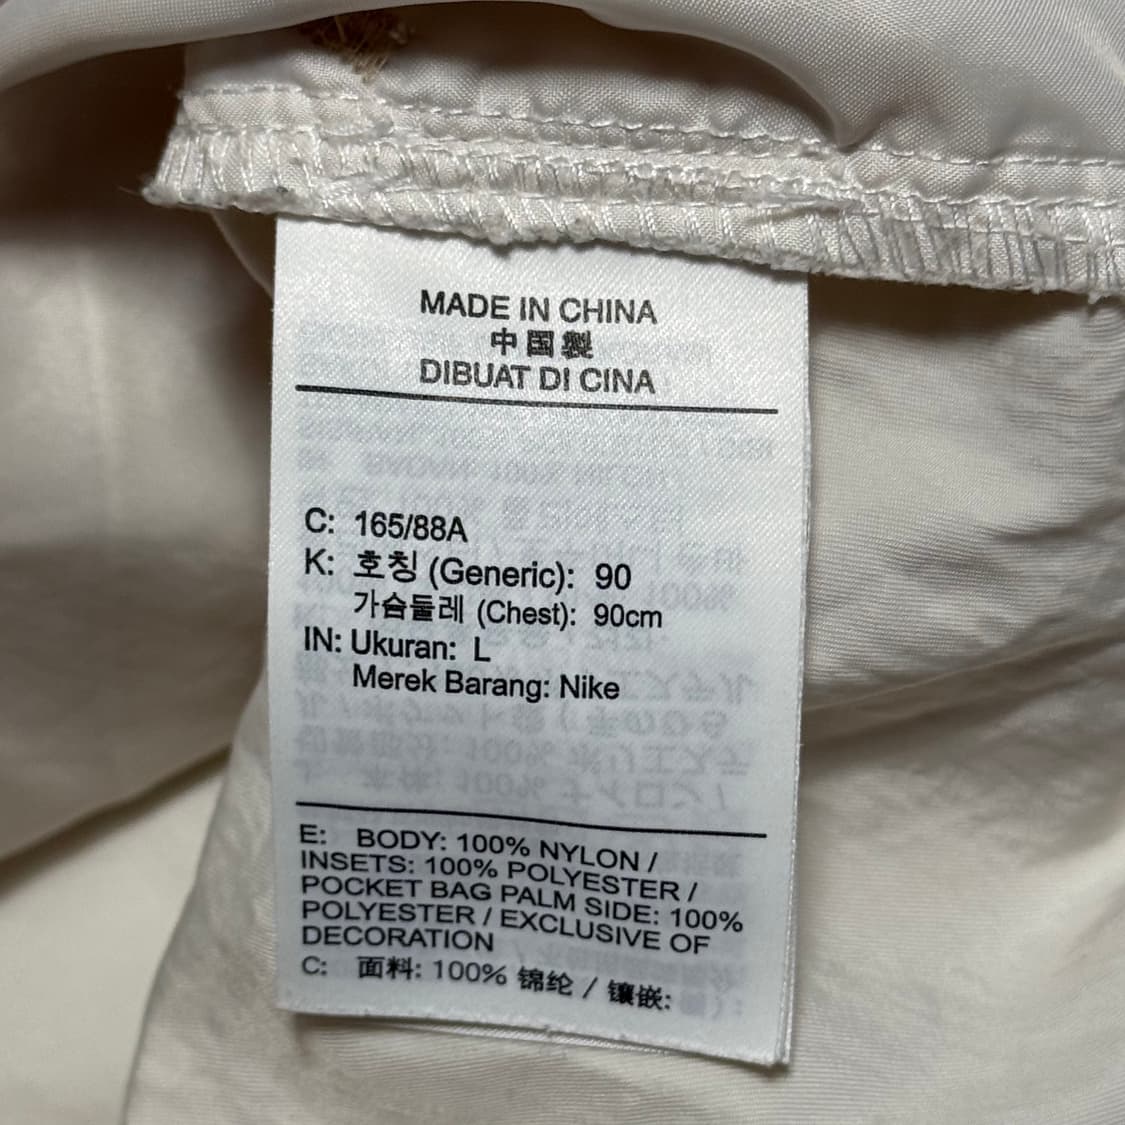 MADE IN CHINA
中国製
DIBUAT DI CINA
C: 165/88A
K: 호칭 (Generic): 90
가슴둘레 (Chest): 90cm
IN: Ukuran: L
Merek Barang: Nike
E: BODY: 100% NYLON /
INSETS: 100% POLYESTER /
POCKET BAG PALM SIDE: 100%
POLYESTER / EXCLUSIVE OF
DECORATION
C: 面料: 100% 锦纶 / 镶嵌: